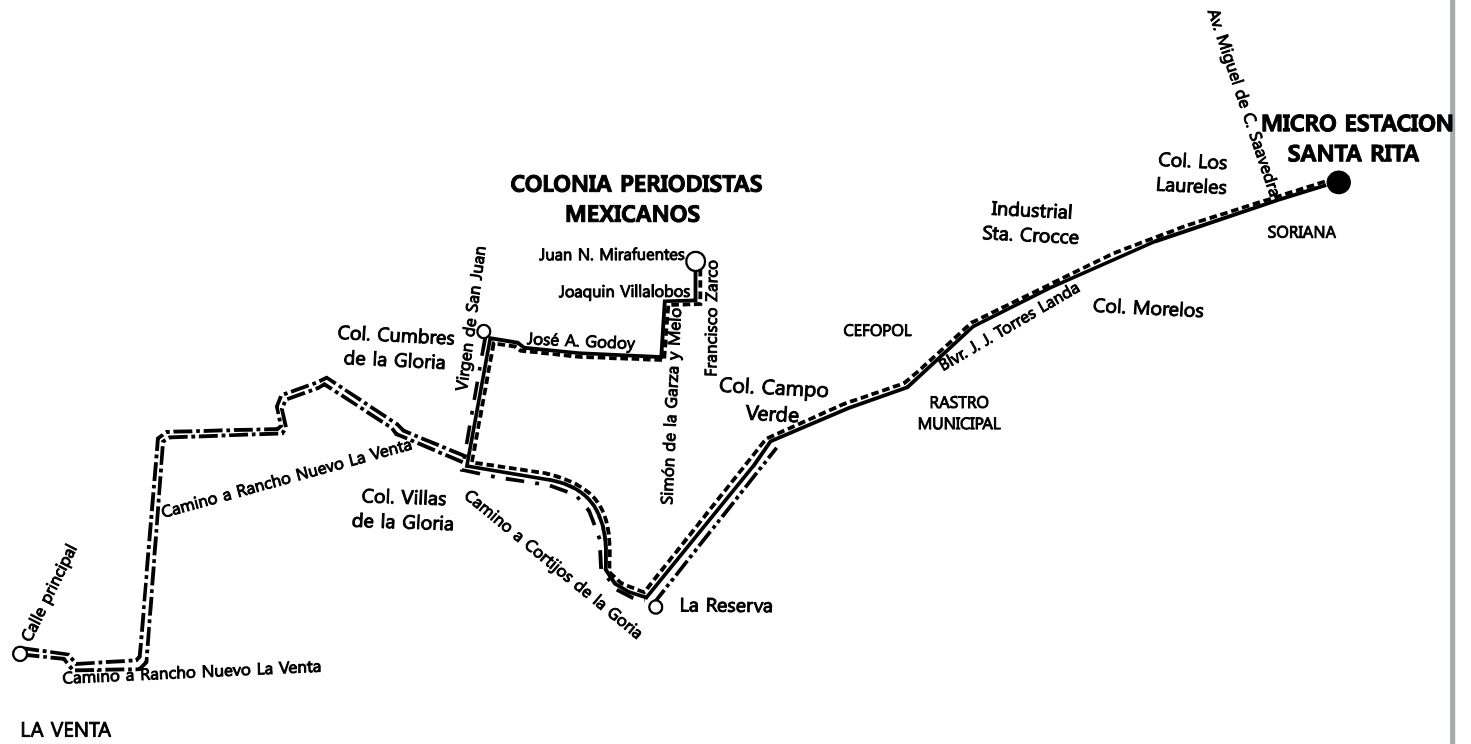 Av. Miguel de C. Saavedra
MICRO ESTACION
SANTA RITA
Col. Los
Laureles
COLONIA PERIODISTAS
MEXICANOS
Industrial
Sta. Crocce
SORIANA
Juan N. Mirafuentes
Joaquin Villalobos
Francisco Zarco
Virgen de San Juan
Col. Cumbres
de la Gloria
José A. Godoy
Simón de la Garza y Melo
CEFOPOL
Blvr. J. J. Torres Landa
Col. Morelos
Col. Campo
Verde
RASTRO
MUNICIPAL
Camino a Rancho Nuevo La Venta
Col. Villas
de la Gloria
Camino a Cortijos de la Goria
La Reserva
Calle principal
Camino a Rancho Nuevo La Venta
LA VENTA